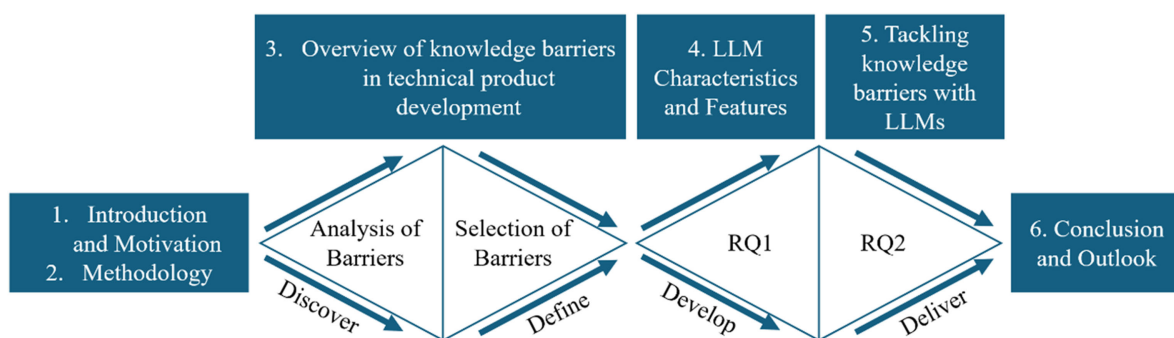 3. Overview of knowledge barriers
in technical product
development
4. LLM
Characteristics
and Features
5. Tackling
knowledge
barriers with
LLMs
1. Introduction
and Motivation
2. Methodology
Analysis of
Barriers
Selection of
Barriers
RQ1
RQ2
6. Conclusion
and Outlook
Discover
Define
Develop
Deliver